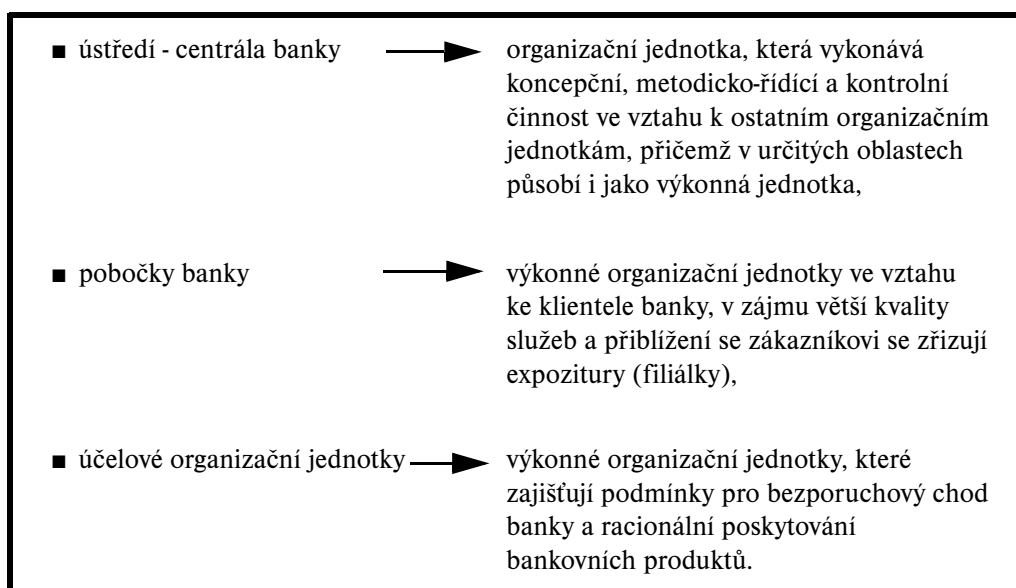 ■ ústředí - centrála banky
organizační jednotka, která vykonává
koncepční, metodicko-řídící a kontrolní
činnost ve vztahu k ostatním organizačním
jednotkám, přičemž v určitých oblastech
působí i jako výkonná jednotka,
■ pobočky banky
výkonné organizační jednotky ve vztahu
ke klientele banky, v zájmu větší kvality
služeb a přiblížení se zákazníkovi se zřizují
expozitury (filiálky),
■ účelové organizační jednotky
výkonné organizační jednotky, které
zajišťují podmínky pro bezporuchový chod
banky a racionální poskytování
bankovních produktů.